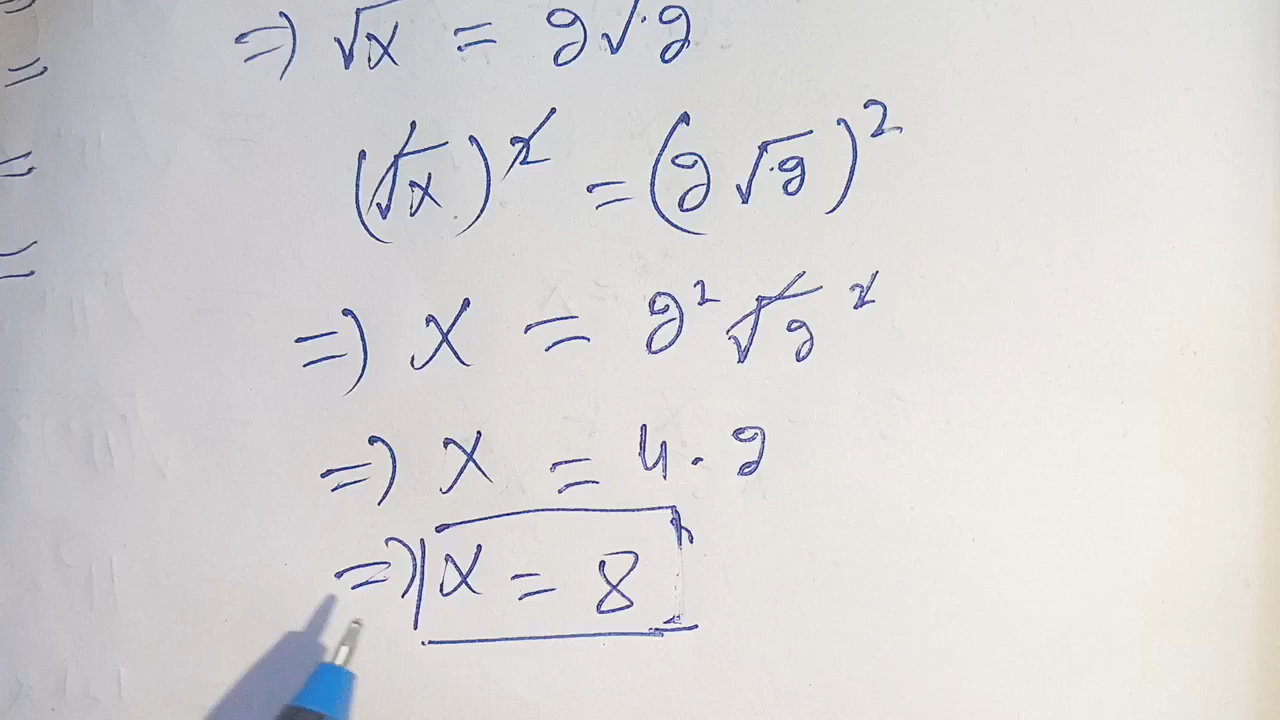 ⇒ √x = 2√2
(√x)² = (2√2)²
⇒ x = 2² √2²
⇒ x = 4 . 2
⇒ x = 8